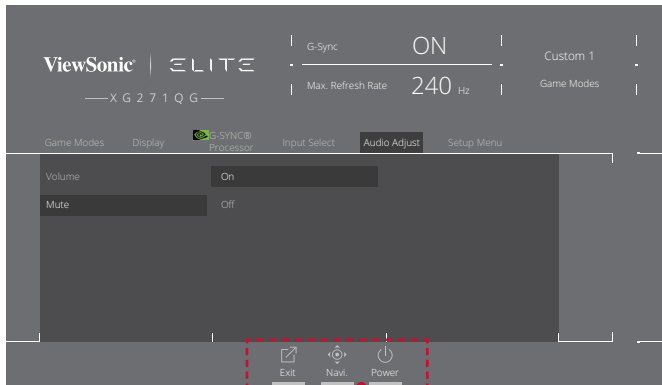 ViewSonic® ELITE
XG271QG
G-Sync ON
Max. Refresh Rate 240 Hz
Custom 1
Game Modes
Game Modes Display G-SYNC® Processor Input Select Audio Adjust Setup Menu
Volume On
Mute Off
Exit Navi. Power